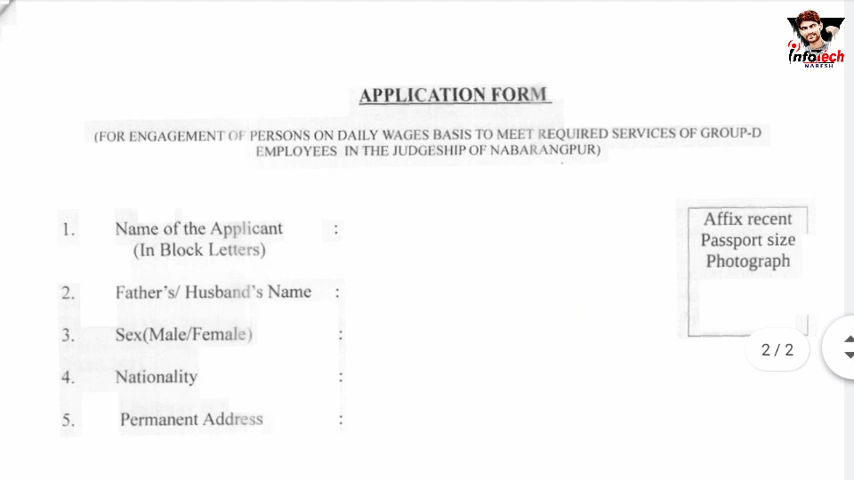 infotech
NARESH
APPLICATION FORM
(FOR ENGAGEMENT OF PERSONS ON DAILY WAGES BASIS TO MEET REQUIRED SERVICES OF GROUP-D
EMPLOYEES IN THE JUDGESHIP OF NABARANGPUR)
Affix recent
Passport size
Photograph
1. Name of the Applicant :
(In Block Letters)
2. Father's/ Husband's Name :
3. Sex(Male/Female) :
4. Nationality :
5. Permanent Address :
2 / 2